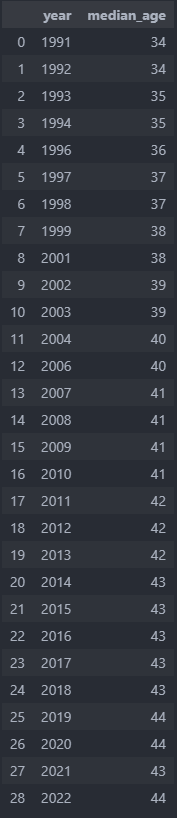 year median_age
0 1991 34
1 1992 34
2 1993 35
3 1994 35
4 1996 36
5 1997 37
6 1998 37
7 1999 38
8 2001 38
9 2002 39
10 2003 39
11 2004 40
12 2006 40
13 2007 41
14 2008 41
15 2009 41
16 2010 41
17 2011 42
18 2012 42
19 2013 42
20 2014 43
21 2015 43
22 2016 43
23 2017 43
24 2018 43
25 2019 44
26 2020 44
27 2021 43
28 2022 44